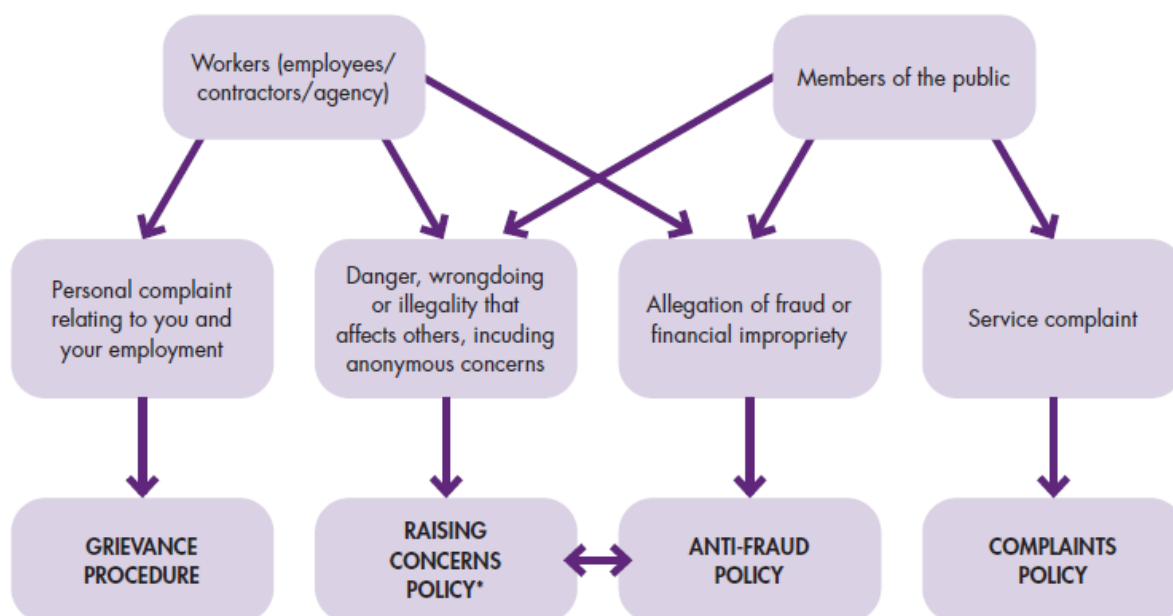 Workers (employees/
contractors/agency)
Members of the public
Personal complaint
relating to you and
your employment
Danger, wrongdoing
or illegality that
affects others, incuding
anonymous concerns
Allegation of fraud or
financial impropriety
Service complaint
GRIEVANCE
PROCEDURE
RAISING
CONCERNS
POLICY*
ANTI-FRAUD
POLICY
COMPLAINTS
POLICY